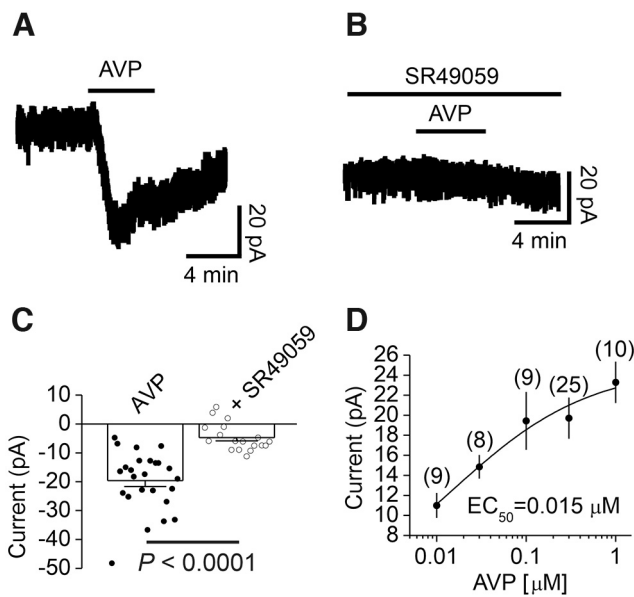 A
AVP
20 pA
4 min
B
SR49059
AVP
20 pA
4 min
C
AVP
+ SR49059
Current (pA)
10
0
-10
-20
-30
-40
-50
P < 0.0001
D
Current (pA)
26
24
22
20
18
16
14
12
10
8
(9)
(8)
(9)
(25)
(10)
EC50=0.015 μM
0.01
0.1
1
AVP [μM]